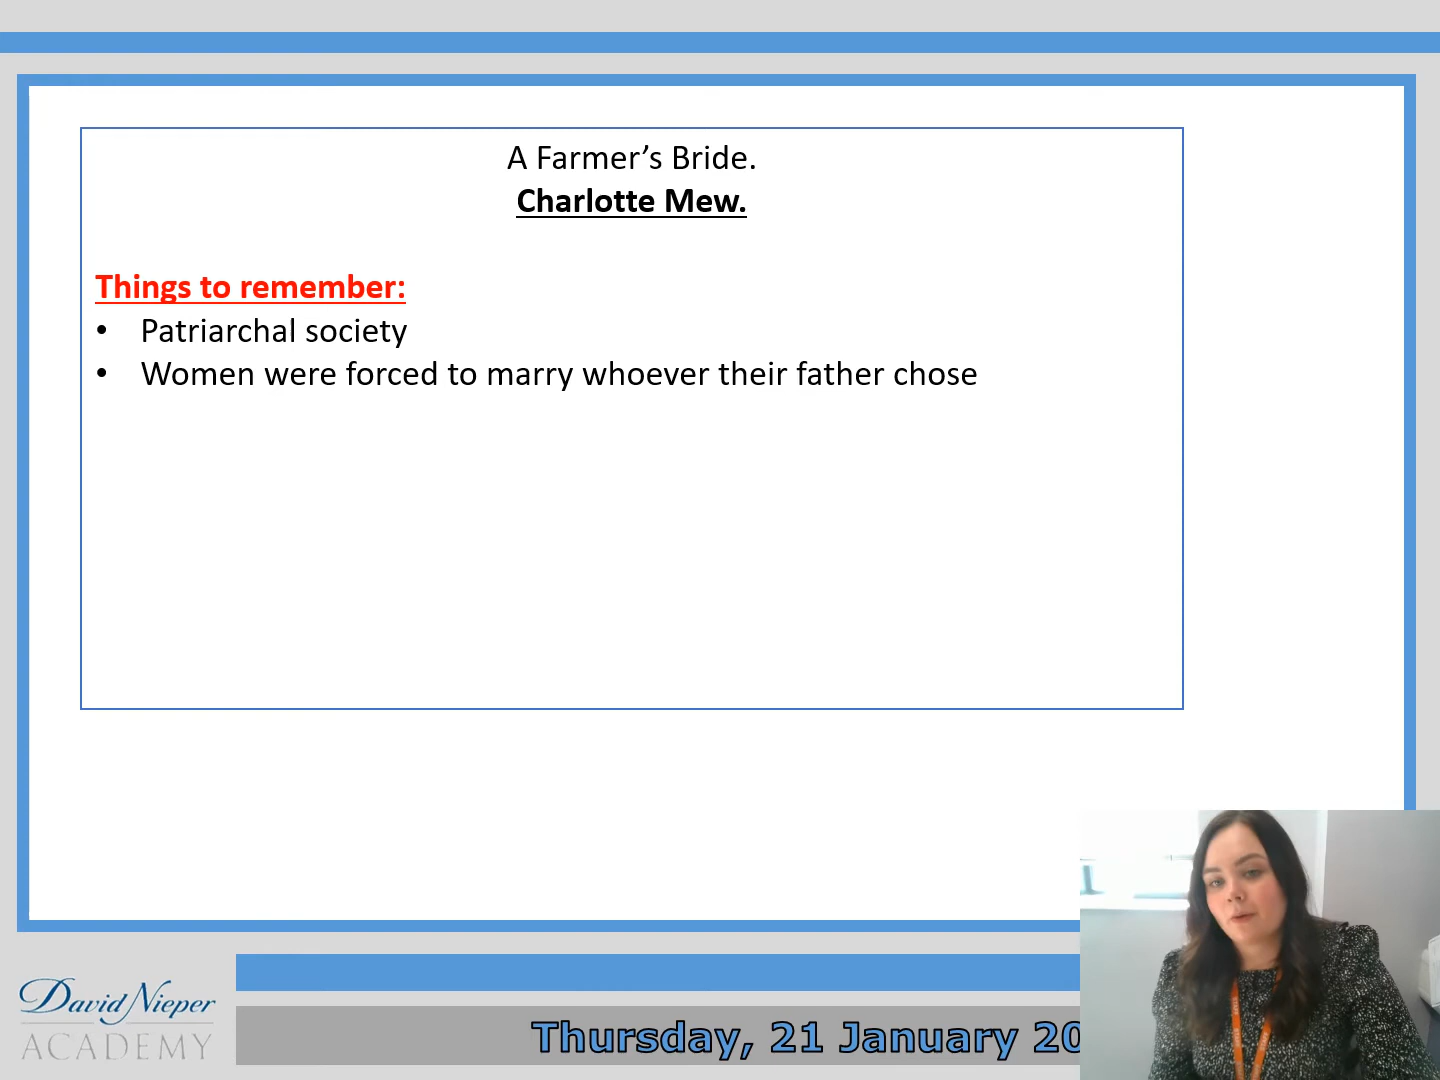 A Farmer’s Bride.
Charlotte Mew.
Things to remember:
• Patriarchal society
• Women were forced to marry whoever their father chose
David Nieper
ACADEMY
Thursday, 21 January 20